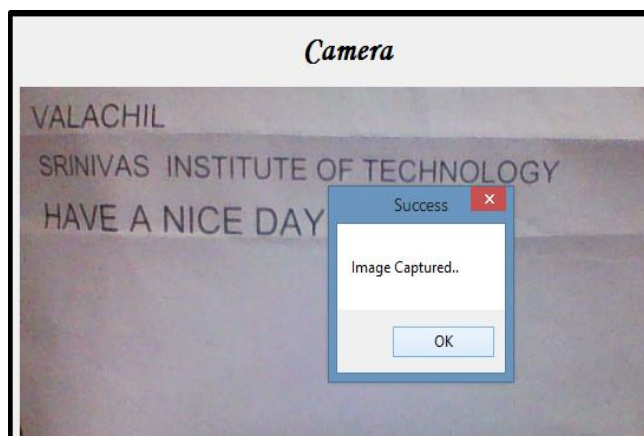 Camera
VALACHIL
SRINIVAS INSTITUTE OF TECHNOLOGY
HAVE A NICE DAY
Success
x
Image Captured..
OK